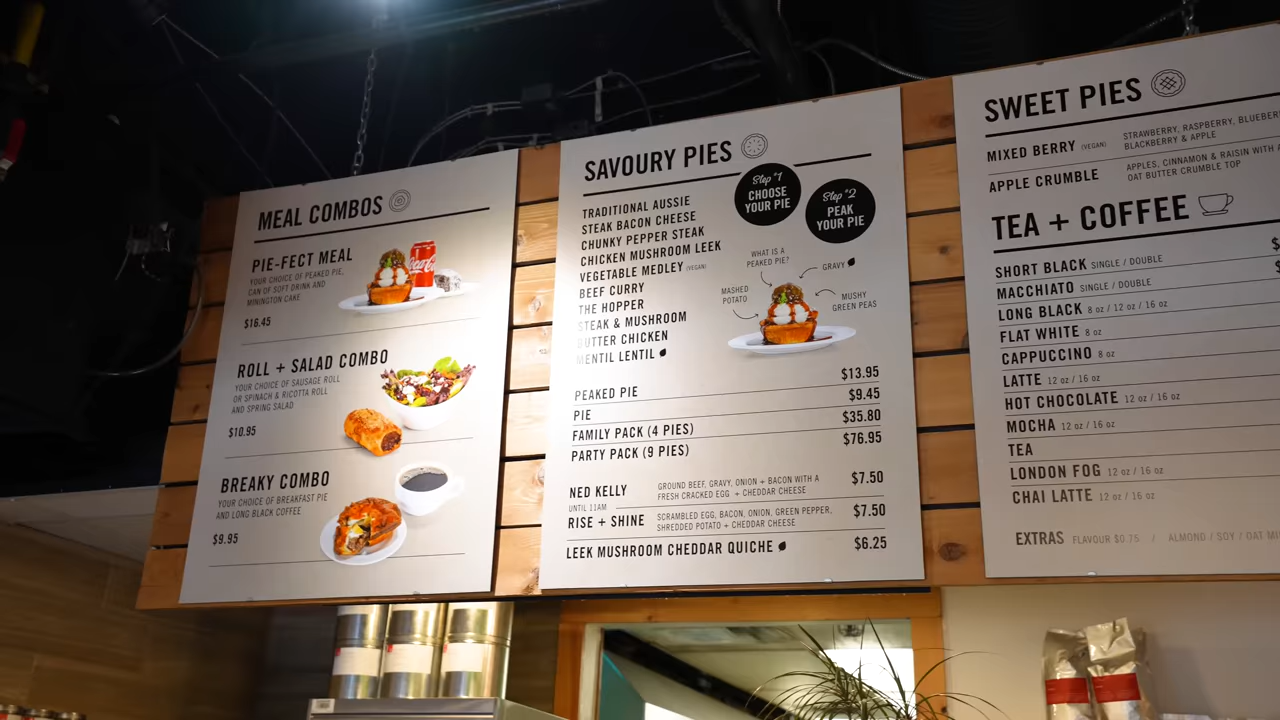 MEAL COMBOS
PIE-FECT MEAL
YOUR CHOICE OF PEAKED PIE,
CAN OF SOFT DRINK AND
MININGTON CAKE
$16.45
Coca-Cola
ROLL + SALAD COMBO
YOUR CHOICE OF SAUSAGE ROLL
OR SPINACH & RICOTTA ROLL
AND SPRING SALAD
$10.95
BREAKY COMBO
YOUR CHOICE OF BREAKFAST PIE
AND LONG BLACK COFFEE
$9.95
SAVOURY PIES
TRADITIONAL AUSSIE
STEAK BACON CHEESE
CHUNKY PEPPER STEAK
CHICKEN MUSHROOM LEEK
VEGETABLE MEDLEY (VEGAN)
BEEF CURRY
THE HOPPER
STEAK & MUSHROOM
BUTTER CHICKEN
MENTIL LENTIL
Step #1
CHOOSE
YOUR PIE
Step #2
PEAK
YOUR PIE
WHAT IS A
PEAKED PIE?
GRAVY
MASHED
POTATO
MUSHY
GREEN PEAS
PEAKED PIE $13.95
PIE $9.45
FAMILY PACK (4 PIES) $35.80
PARTY PACK (9 PIES) $76.95
NED KELLY GROUND BEEF, GRAVY, ONION + BACON WITH A $7.50
UNTIL 11AM FRESH CRACKED EGG + CHEDDAR CHEESE
RISE + SHINE SCRAMBLED EGG, BACON, ONION, GREEN PEPPER, $7.50
SHREDDED POTATO + CHEDDAR CHEESE
LEEK MUSHROOM CHEDDAR QUICHE $6.25
SWEET PIES
MIXED BERRY (VEGAN) STRAWBERRY, RASPBERRY, BLUEBER
BLACKBERRY & APPLE
APPLE CRUMBLE APPLES, CINNAMON & RAISIN WITH A
OAT BUTTER CRUMBLE TOP
TEA + COFFEE
SHORT BLACK SINGLE / DOUBLE $
MACCHIATO SINGLE / DOUBLE $
LONG BLACK 8 oz / 12 oz / 16 oz
FLAT WHITE 8 oz
CAPPUCCINO 8 oz
LATTE 12 oz / 16 oz
HOT CHOCOLATE 12 oz / 16 oz
MOCHA 12 oz / 16 oz
TEA
LONDON FOG 12 oz / 16 oz
CHAI LATTE 12 oz / 16 oz
EXTRAS FLAVOUR $0.75 / ALMOND / SOY / OAT MI